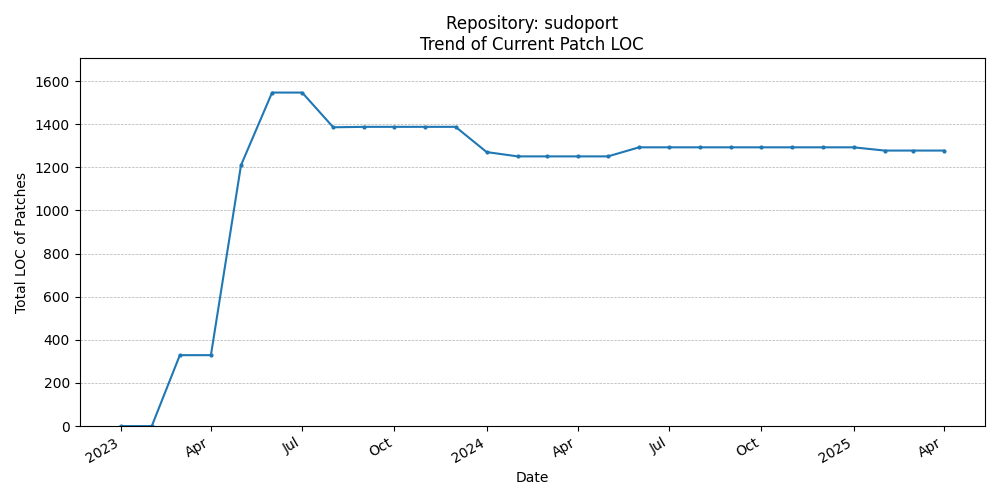 Repository: sudoport
Trend of Current Patch LOC
Total LOC of Patches
1600
1400
1200
1000
800
600
400
200
0
2023
Apr
Jul
Oct
2024
Apr
Jul
Oct
2025
Apr
Date